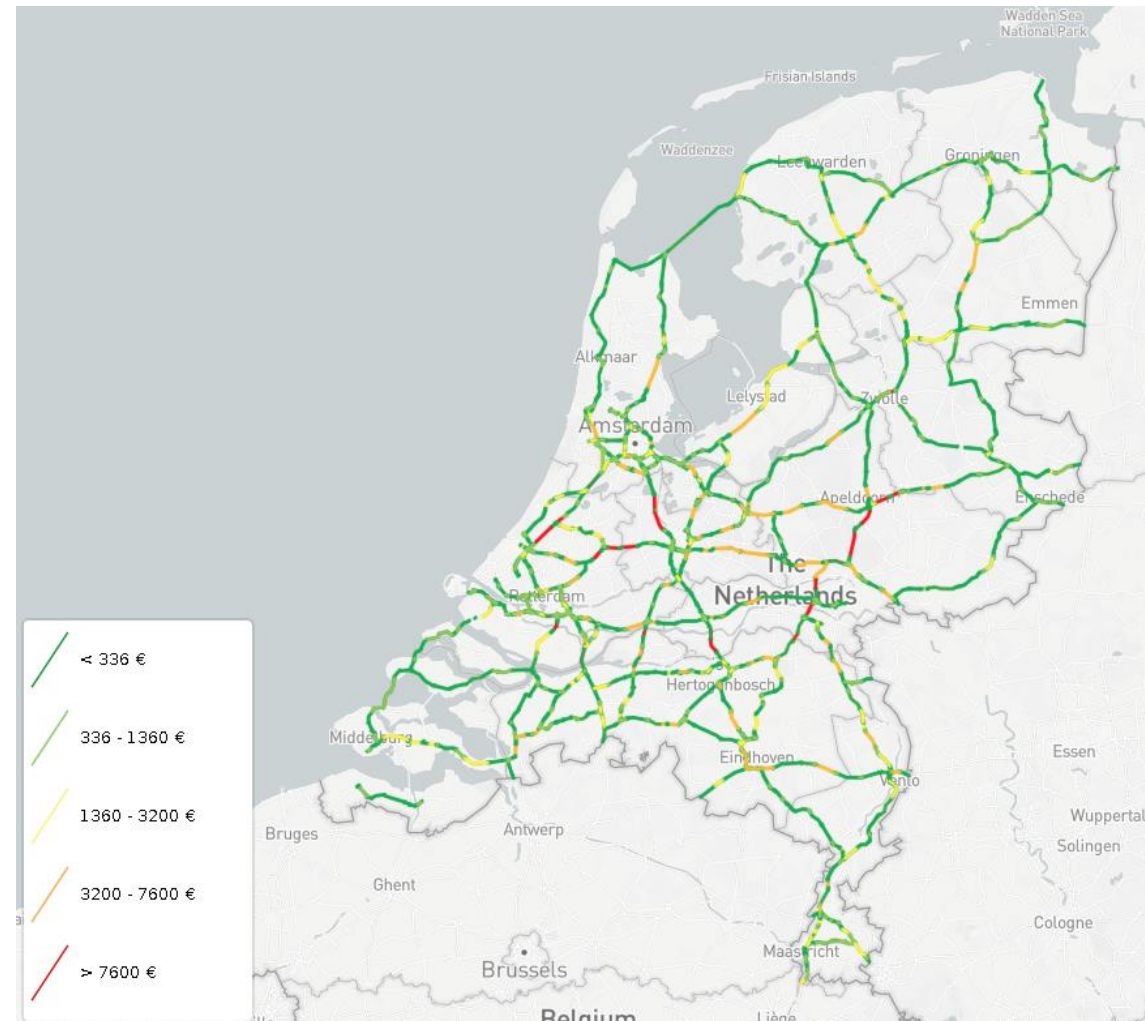 Wadden Sea
National Park
Frisian Islands
Waddenzee
Leeuwarden
Groningen
Emmen
Alkmaar
Lelystad
Zwolle
Amsterdam
Apeldoorn
Enschede
The
Netherlands
Rotterdam
Hertogenbosch
Middelburg
Eindhoven
Venlo
Essen
Wuppertal
Solingen
Bruges
Antwerp
Ghent
Cologne
Maastricht
Brussels
Liège
Belgium
< 336 €
336 - 1360 €
1360 - 3200 €
3200 - 7600 €
> 7600 €